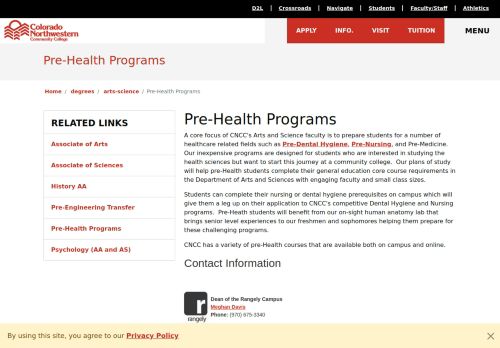 D2L | Crossroads | Navigate | Students | Faculty/Staff | Athletics
Colorado
Northwestern
Community College
APPLY INFO. VISIT TUITION MENU
Pre-Health Programs
Home / degrees / arts-science / Pre-Health Programs
RELATED LINKS
Associate of Arts
Associate of Sciences
History AA
Pre-Engineering Transfer
Pre-Health Programs
Psychology (AA and AS)
Pre-Health Programs
A core focus of CNCC's Arts and Science faculty is to prepare students for a number of
healthcare related fields such as Pre-Dental Hygiene, Pre-Nursing, and Pre-Medicine.
Our inexpensive programs are designed for students who are interested in studying the
health sciences but want to start this journey at a community college. Our plans of study
will help pre-Health students complete their general education core course requirements in
the Department of Arts and Sciences with engaging faculty and small class sizes.
Students can complete their nursing or dental hygiene prerequisites on campus which will
give them a leg up on their application to CNCC's competitive Dental Hygiene and Nursing
programs. Pre-Heath students will benefit from our on-sight human anatomy lab that
brings senior level experiences to our freshmen and sophomores helping them prepare for
these challenging programs.
CNCC has a variety of pre-Health courses that are available both on campus and online.
Contact Information
r
rangely
Dean of the Rangely Campus
Meghan Davis
Phone: (970) 675-3340
By using this site, you agree to our Privacy Policy